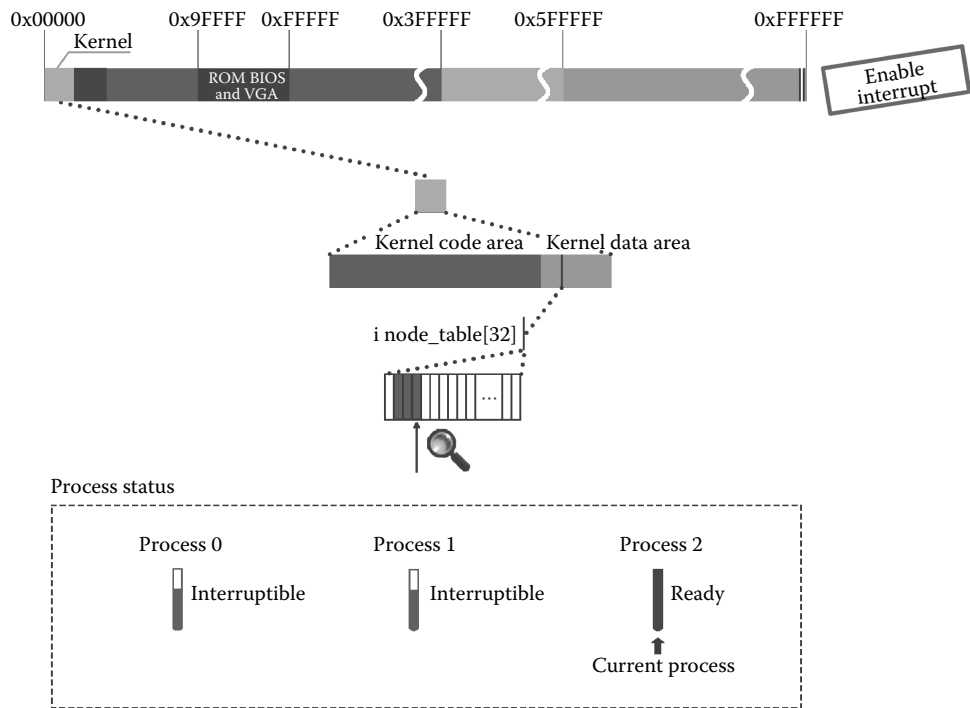 0x00000 0x9FFFF 0xFFFFF 0x3FFFFF 0x5FFFFF 0xFFFFFF
Kernel
ROM BIOS
and VGA
Enable
interrupt
Kernel code area Kernel data area
i node_table[32]
...
Process status
Process 0 Process 1 Process 2
Interruptible Interruptible Ready
Current process